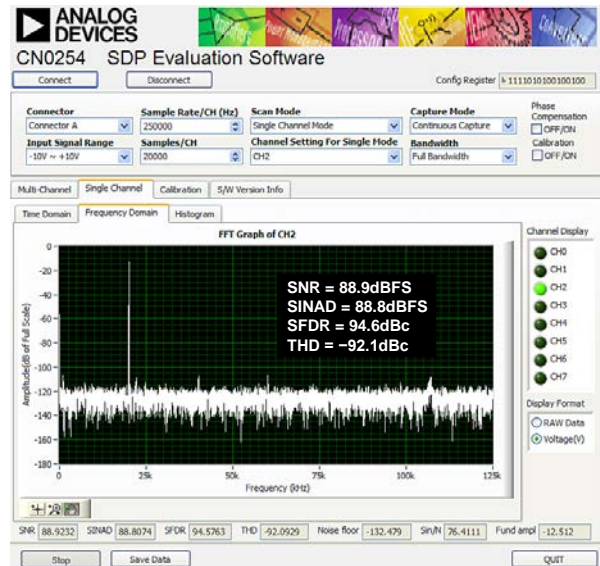 ANALOG
DEVICES
CN0254 SDP Evaluation Software
Connect Disconnect Config Register b 1111010100100100
Connector Sample Rate/CH (Hz) Scan Mode Capture Mode Phase Compensation
Connector A 250000 Single Channel Mode Continuous Capture OFF/ON
Input Signal Range Samples/CH Channel Setting For Single Mode Bandwidth Calibration
-10V ~ +10V 20000 CH2 Full Bandwidth OFF/ON
Multi-Channel Single Channel Calibration S/W Version Info
Time Domain Frequency Domain Histogram
FFT Graph of CH2
Channel Display
CH0
CH1
CH2
CH3
CH4
CH5
CH6
CH7
Display Format
RAW Data
Voltage(V)
SNR = 88.9dBFS
SINAD = 88.8dBFS
SFDR = 94.6dBc
THD = −92.1dBc
Amplitude(dB of Full Scale)
0
-20
-40
-60
-80
-100
-120
-140
-160
-180
0 25k 50k 75k 100k 125k
Frequency (kHz)
SNR 88.9232 SINAD 88.8074 SFDR 94.5763 THD -92.0929 Noise floor -132.479 Sin/N 76.4111 Fund ampl -12.512
Stop Save Data QUIT